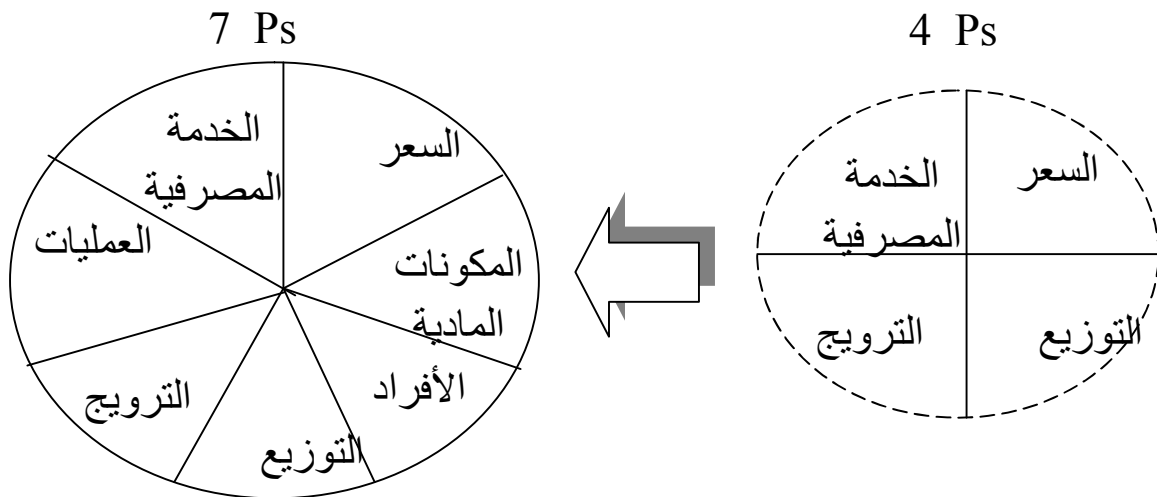 4 Ps
السعر
الخدمة
المصرفية
التوزيع
الترويج
7 Ps
السعر
الخدمة
المصرفية
العمليات
المكونات
المادية
الأفراد
الترويج
التوزيع